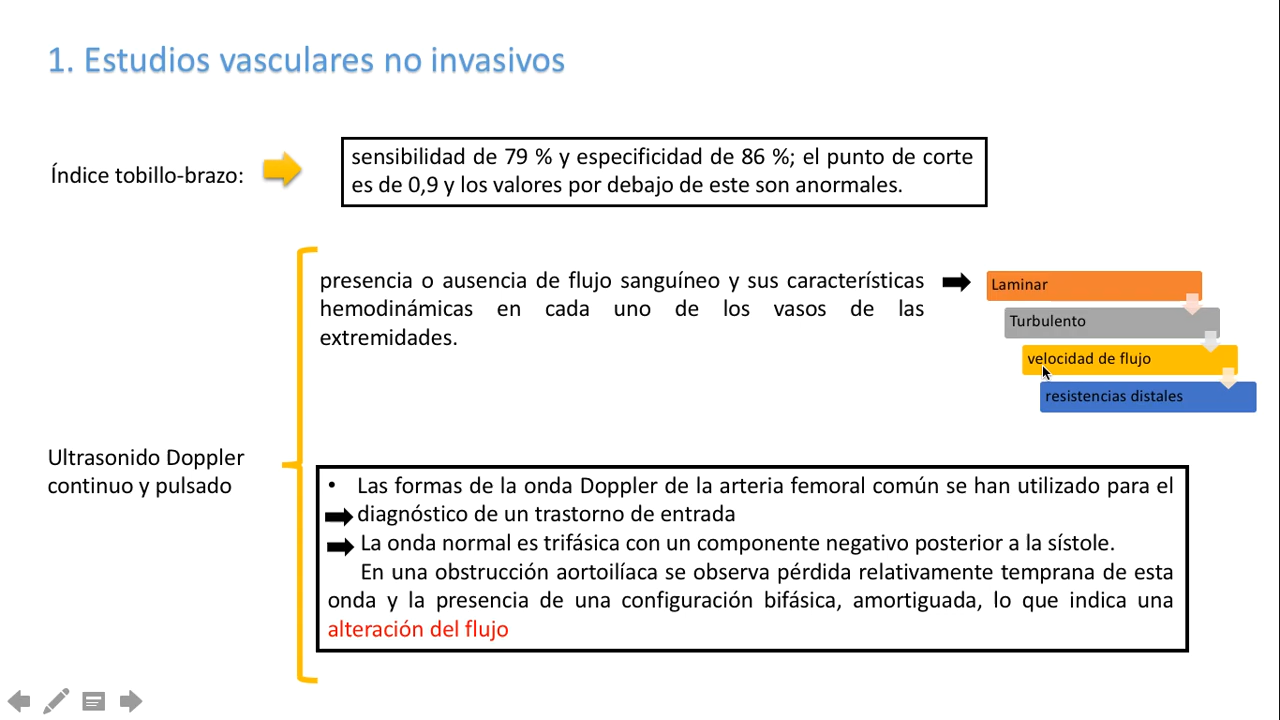 1. Estudios vasculares no invasivos
Índice tobillo-brazo:
sensibilidad de 79 % y especificidad de 86 %; el punto de corte
es de 0,9 y los valores por debajo de este son anormales.
presencia o ausencia de flujo sanguíneo y sus características
hemodinámicas en cada uno de los vasos de las
extremidades.
Laminar
Turbulento
velocidad de flujo
resistencias distales
Ultrasonido Doppler
continuo y pulsado
• Las formas de la onda Doppler de la arteria femoral común se han utilizado para el
diagnóstico de un trastorno de entrada
La onda normal es trifásica con un componente negativo posterior a la sístole.
En una obstrucción aortoilíaca se observa pérdida relativamente temprana de esta
onda y la presencia de una configuración bifásica, amortiguada, lo que indica una
alteración del flujo